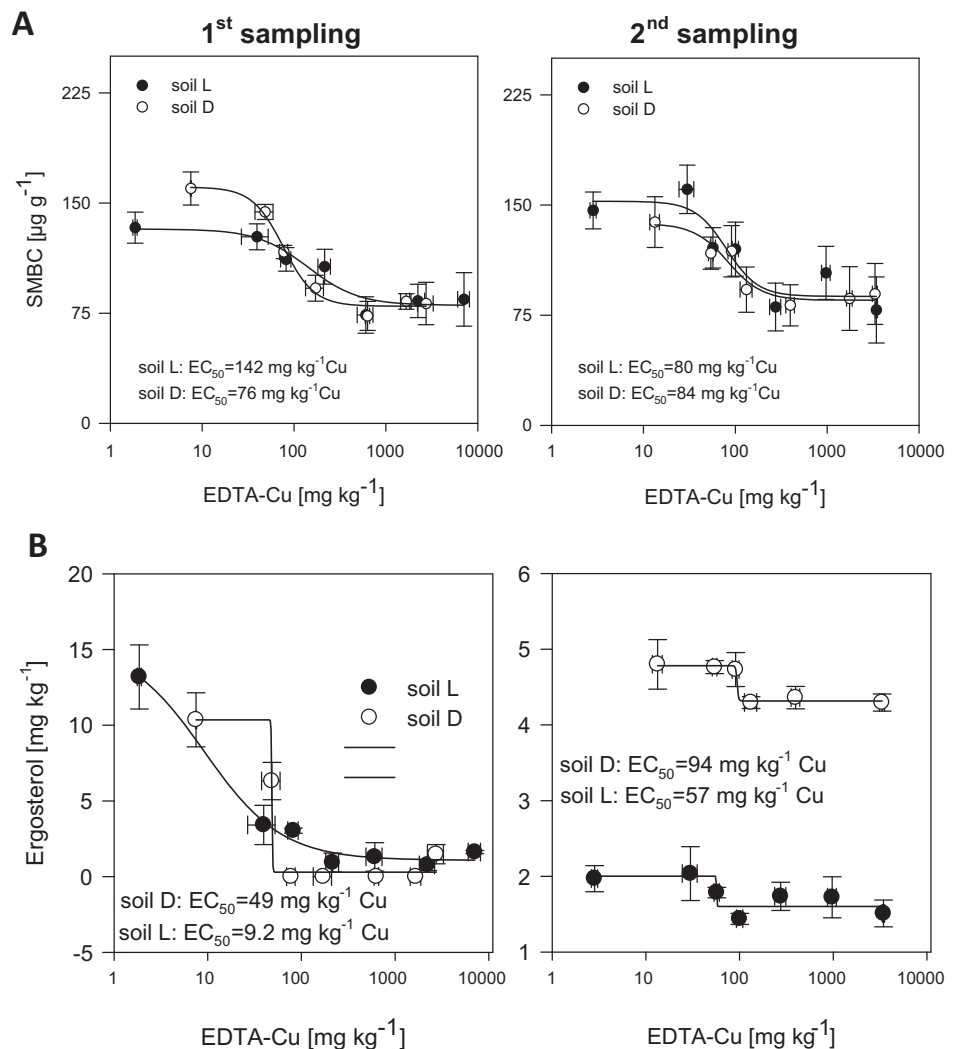 A
1st sampling
2nd sampling
225
150
75
0
SMBC [µg g-1]
soil L
soil D
soil L: EC50=142 mg kg-1Cu
soil D: EC50=76 mg kg-1Cu
1 10 100 1000 10000
EDTA-Cu [mg kg-1]
225
150
75
0
soil L
soil D
soil L: EC50=80 mg kg-1Cu
soil D: EC50=84 mg kg-1Cu
1 10 100 1000 10000
EDTA-Cu [mg kg-1]
B
20
15
10
5
0
-5
Ergosterol [mg kg-1]
soil L
soil D
soil D: EC50=49 mg kg-1 Cu
soil L: EC50=9.2 mg kg-1 Cu
1 10 100 1000 10000
EDTA-Cu [mg kg-1]
6
5
4
3
2
1
soil D: EC50=94 mg kg-1 Cu
soil L: EC50=57 mg kg-1 Cu
1 10 100 1000 10000
EDTA-Cu [mg kg-1]